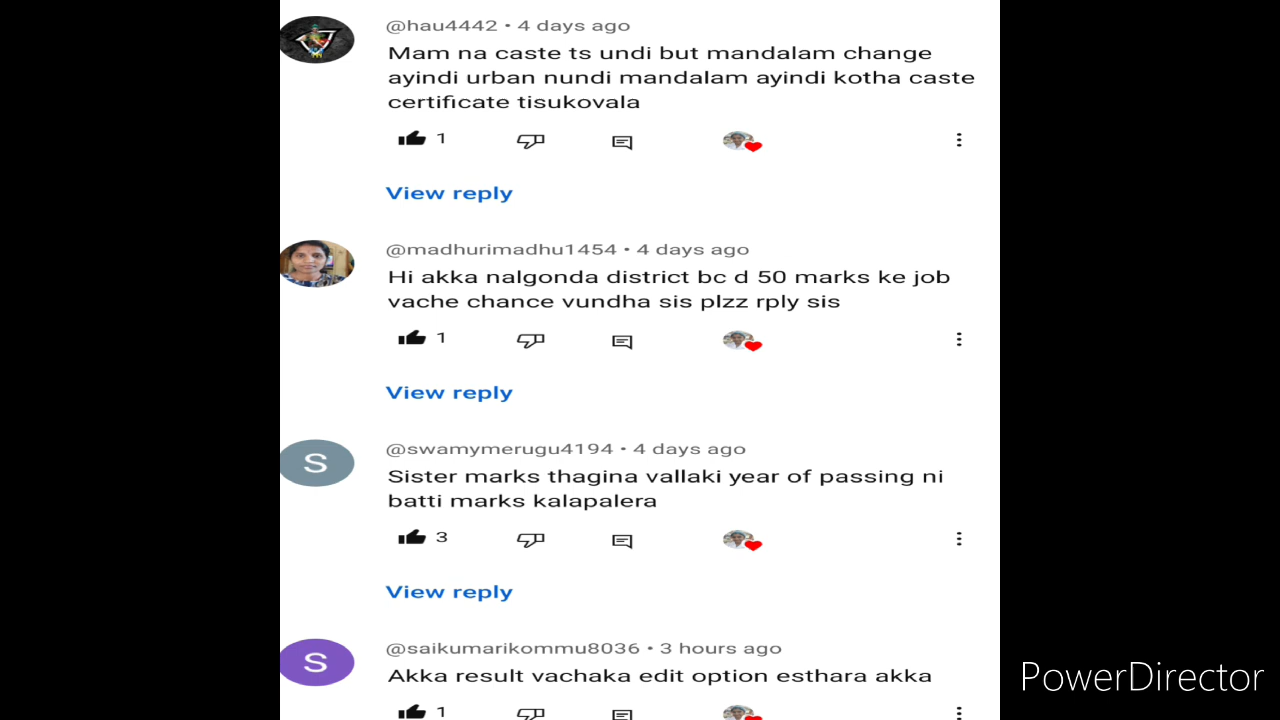 @hau4442 • 4 days ago
Mam na caste ts undi but mandalam change
ayindi urban nundi mandalam ayindi kotha caste
certificate tisukovala
1
View reply
@madhurimadhu1454 • 4 days ago
Hi akka nalgonda district bc d 50 marks ke job
vache chance vundha sis plzz rply sis
1
View reply
S
@swamymerugu4194 • 4 days ago
Sister marks thagina vallaki year of passing ni
batti marks kalapalera
3
View reply
S
@saikumarikommu8036 • 3 hours ago
Akka result vachaka edit option esthara akka
1
PowerDirector